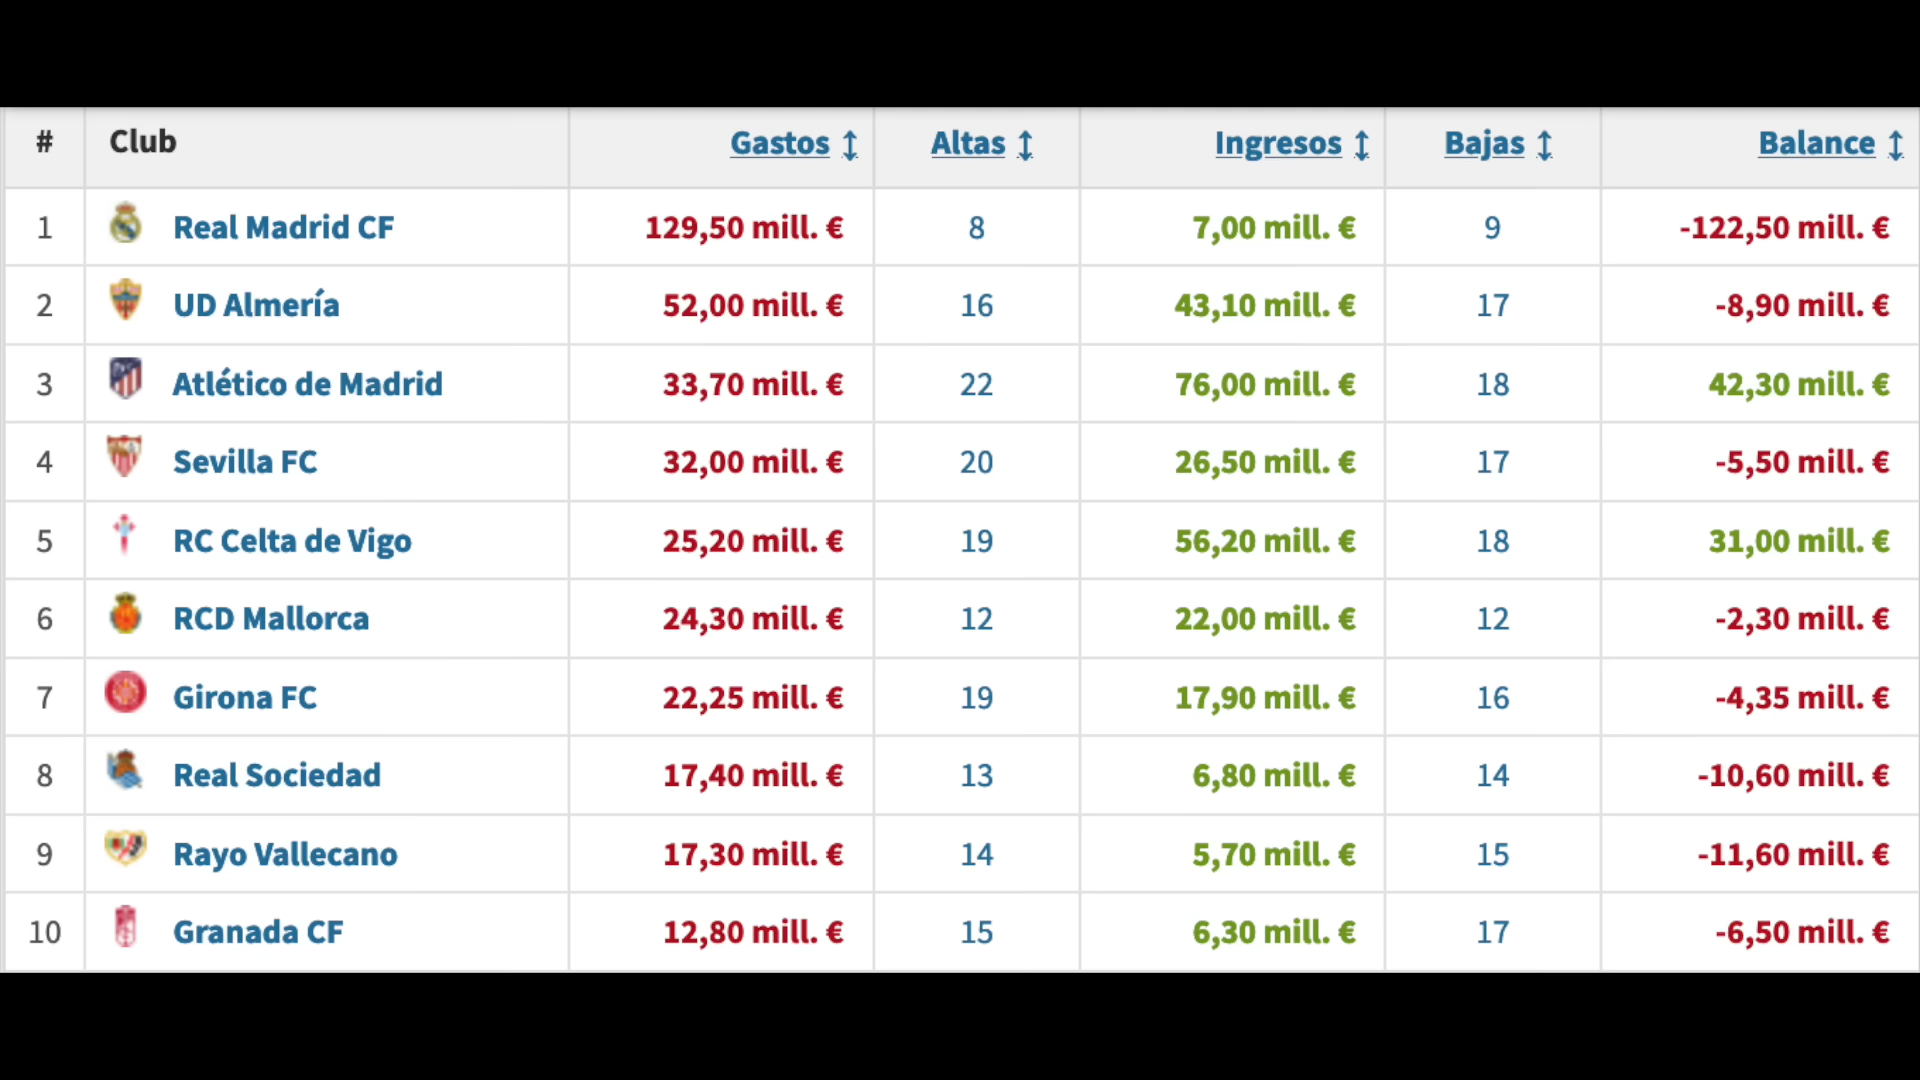 # Club Gastos Altas Ingresos Bajas Balance
1 Real Madrid CF 129,50 mill. € 8 7,00 mill. € 9 -122,50 mill. €
2 UD Almería 52,00 mill. € 16 43,10 mill. € 17 -8,90 mill. €
3 Atlético de Madrid 33,70 mill. € 22 76,00 mill. € 18 42,30 mill. €
4 Sevilla FC 32,00 mill. € 20 26,50 mill. € 17 -5,50 mill. €
5 RC Celta de Vigo 25,20 mill. € 19 56,20 mill. € 18 31,00 mill. €
6 RCD Mallorca 24,30 mill. € 12 22,00 mill. € 12 -2,30 mill. €
7 Girona FC 22,25 mill. € 19 17,90 mill. € 16 -4,35 mill. €
8 Real Sociedad 17,40 mill. € 13 6,80 mill. € 14 -10,60 mill. €
9 Rayo Vallecano 17,30 mill. € 14 5,70 mill. € 15 -11,60 mill. €
10 Granada CF 12,80 mill. € 15 6,30 mill. € 17 -6,50 mill. €